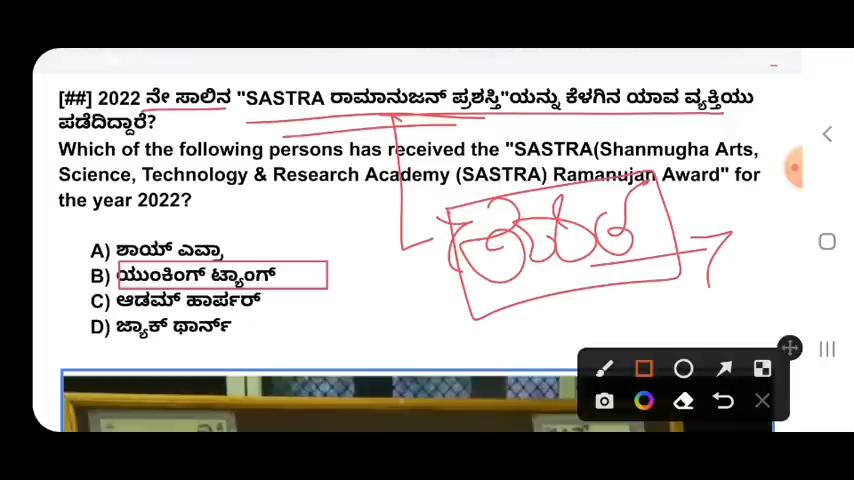 [##] 2022 ನೇ ಸಾಲಿನ "SASTRA ರಾಮಾನುಜನ್ ಪ್ರಶಸ್ತಿ"ಯನ್ನು ಕೆಳಗಿನ ಯಾವ ವ್ಯಕ್ತಿಯು
ಪಡೆದಿದ್ದಾರೆ?
Which of the following persons has received the "SASTRA(Shanmugha Arts,
Science, Technology & Research Academy (SASTRA) Ramanujan Award" for
the year 2022?
A) ಶಾಯ್ ಎವ್ರಾ
B) ಯುಂಕಿಂಗ್ ಟ್ಯಾಂಗ್
C) ಆಡಮ್ ಹಾರ್ಪರ್
D) ಜ್ಯಾಕ್ ಥಾರ್ನ್